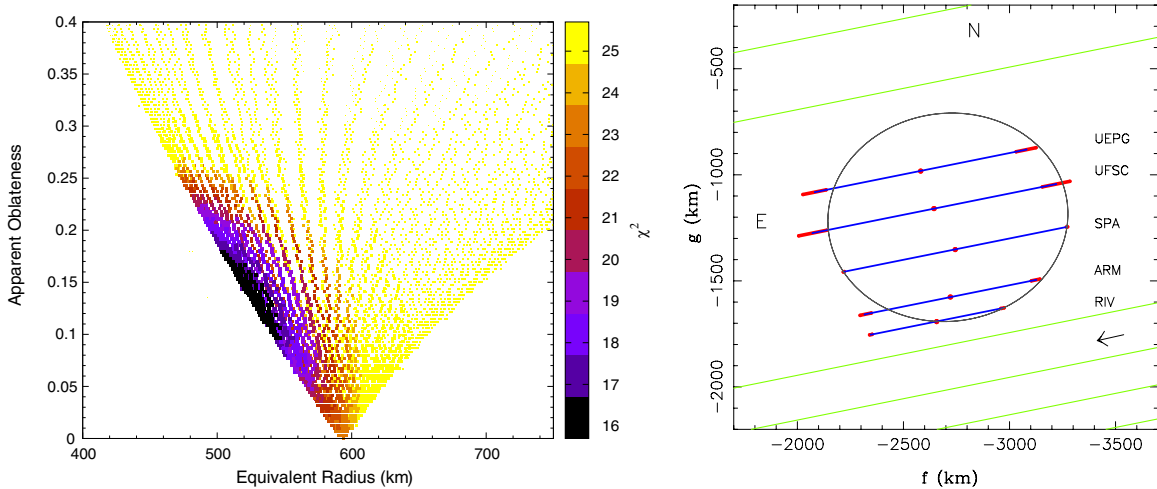 0.4
0.35
0.3
0.25
0.2
0.15
0.1
0.05
0
Apparent Oblateness
400
500
600
700
Equivalent Radius (km)
25
24
23
22
21
20
19
18
17
16
χ²
N
E
UEPG
UFSC
SPA
ARM
RIV
−500
−1000
−1500
−2000
g (km)
−2000
−2500
−3000
−3500
f (km)